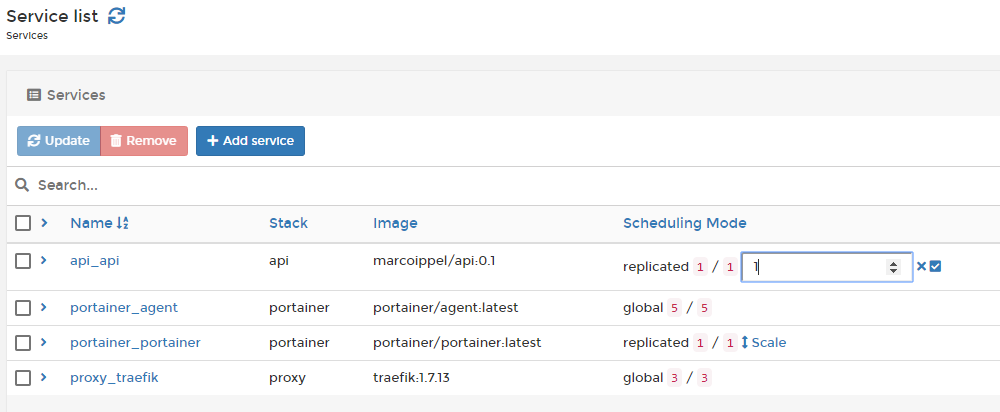 Service list
Services
Services
Update Remove Add service
Search...
Name Stack Image Scheduling Mode
api_api api marcoippel/api:0.1 replicated 1 / 1 1
portainer_agent portainer portainer/agent:latest global 5 / 5
portainer_portainer portainer portainer/portainer:latest replicated 1 / 1 Scale
proxy_traefik proxy traefik:1.7.13 global 3 / 3